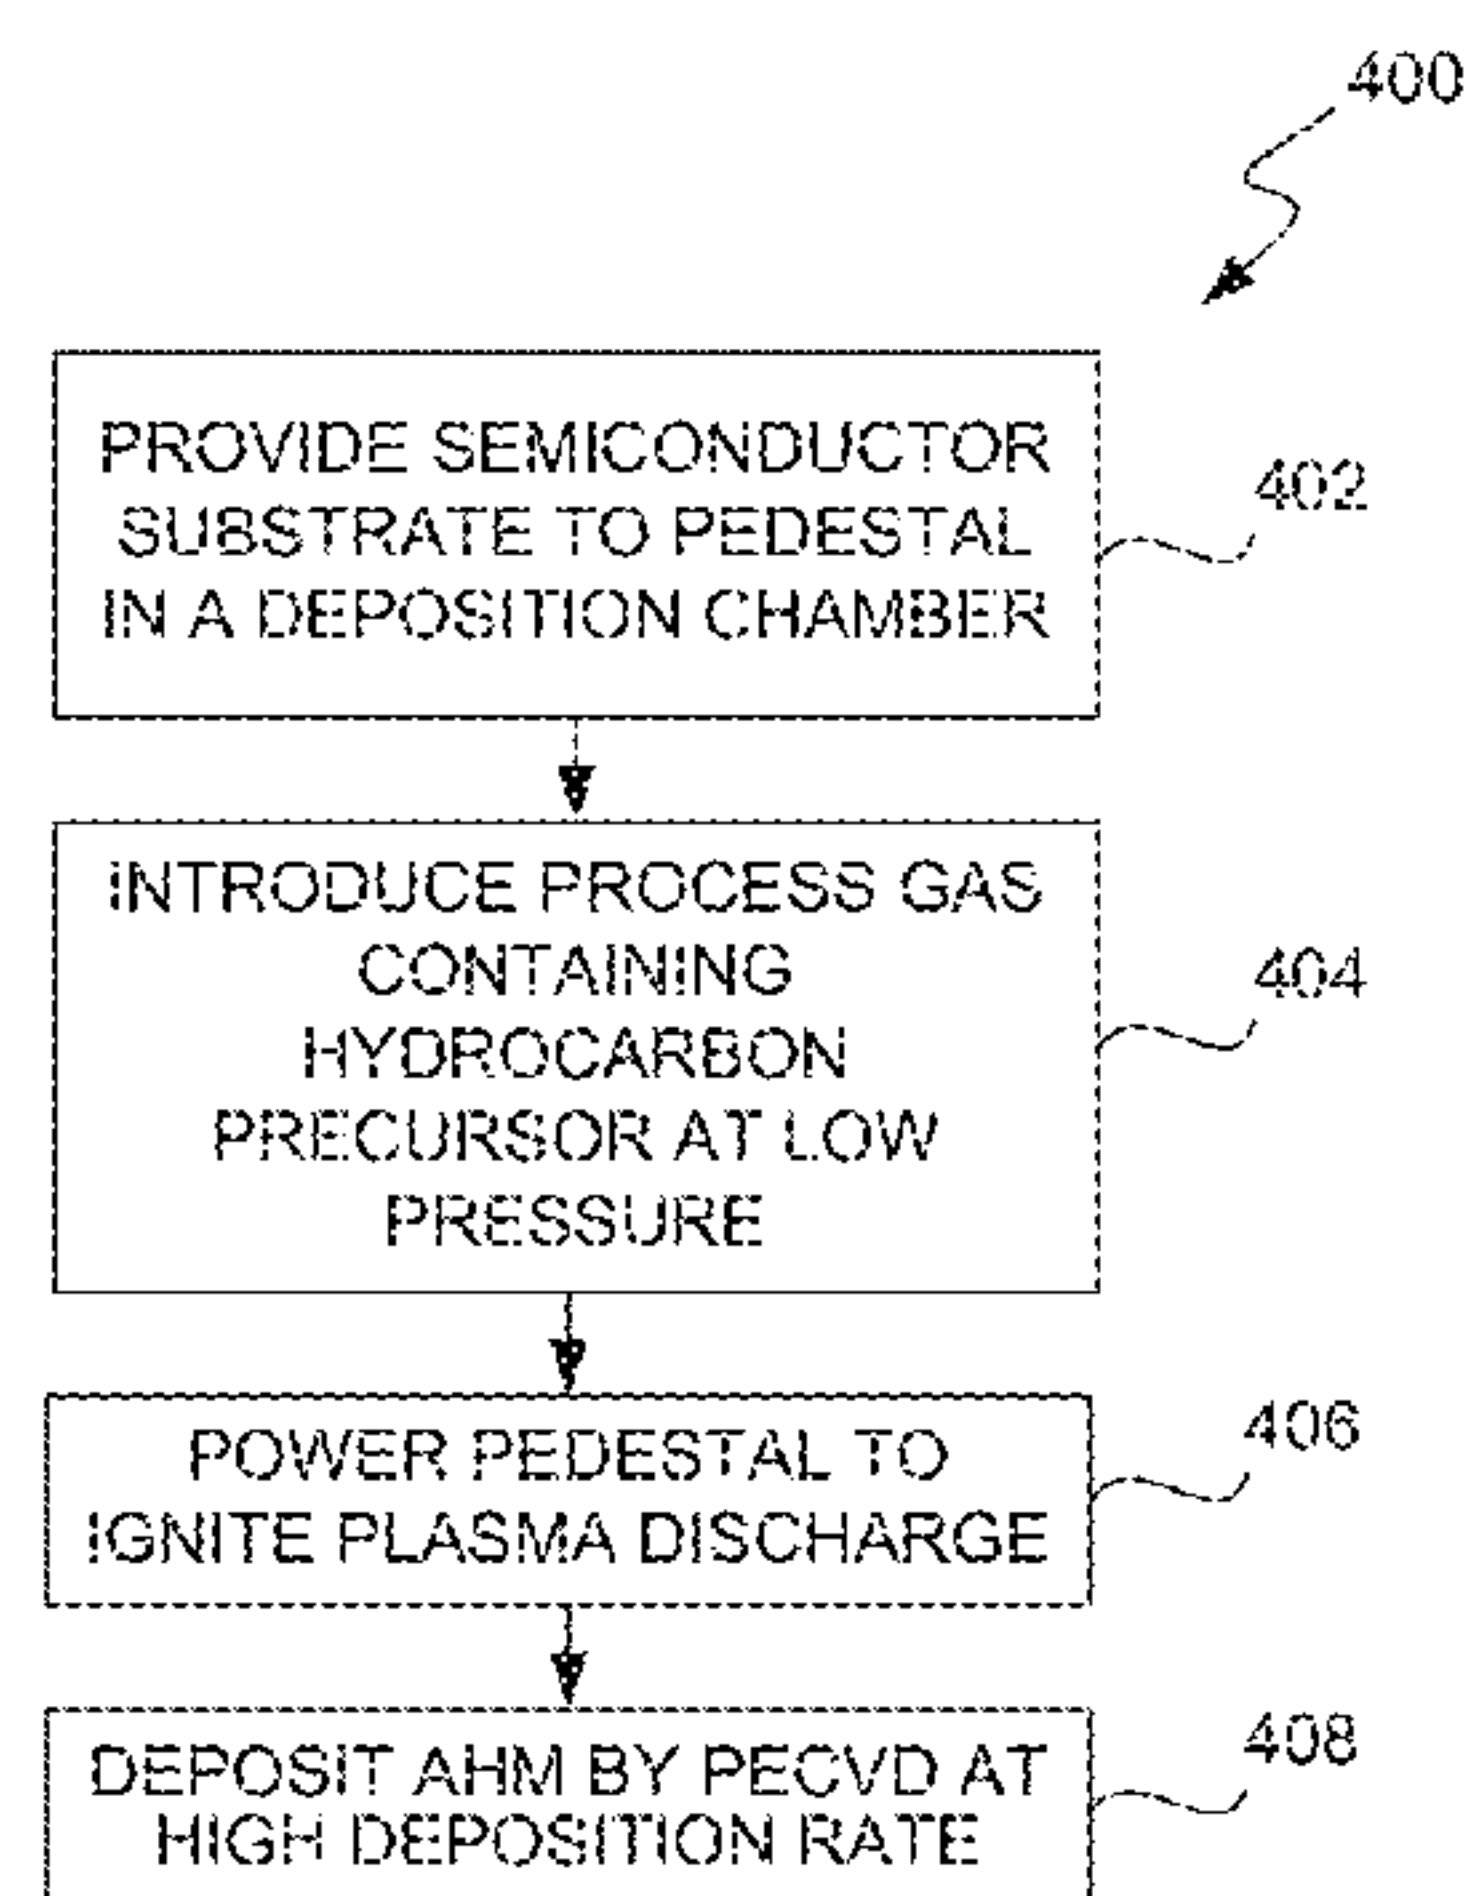 400
PROVIDE SEMICONDUCTOR
SUBSTRATE TO PEDESTAL
IN A DEPOSITION CHAMBER
402
INTRODUCE PROCESS GAS
CONTAINING
HYDROCARBON
PRECURSOR AT LOW
PRESSURE
404
POWER PEDESTAL TO
IGNITE PLASMA DISCHARGE
406
DEPOSIT AHM BY PECVD AT
HIGH DEPOSITION RATE
408